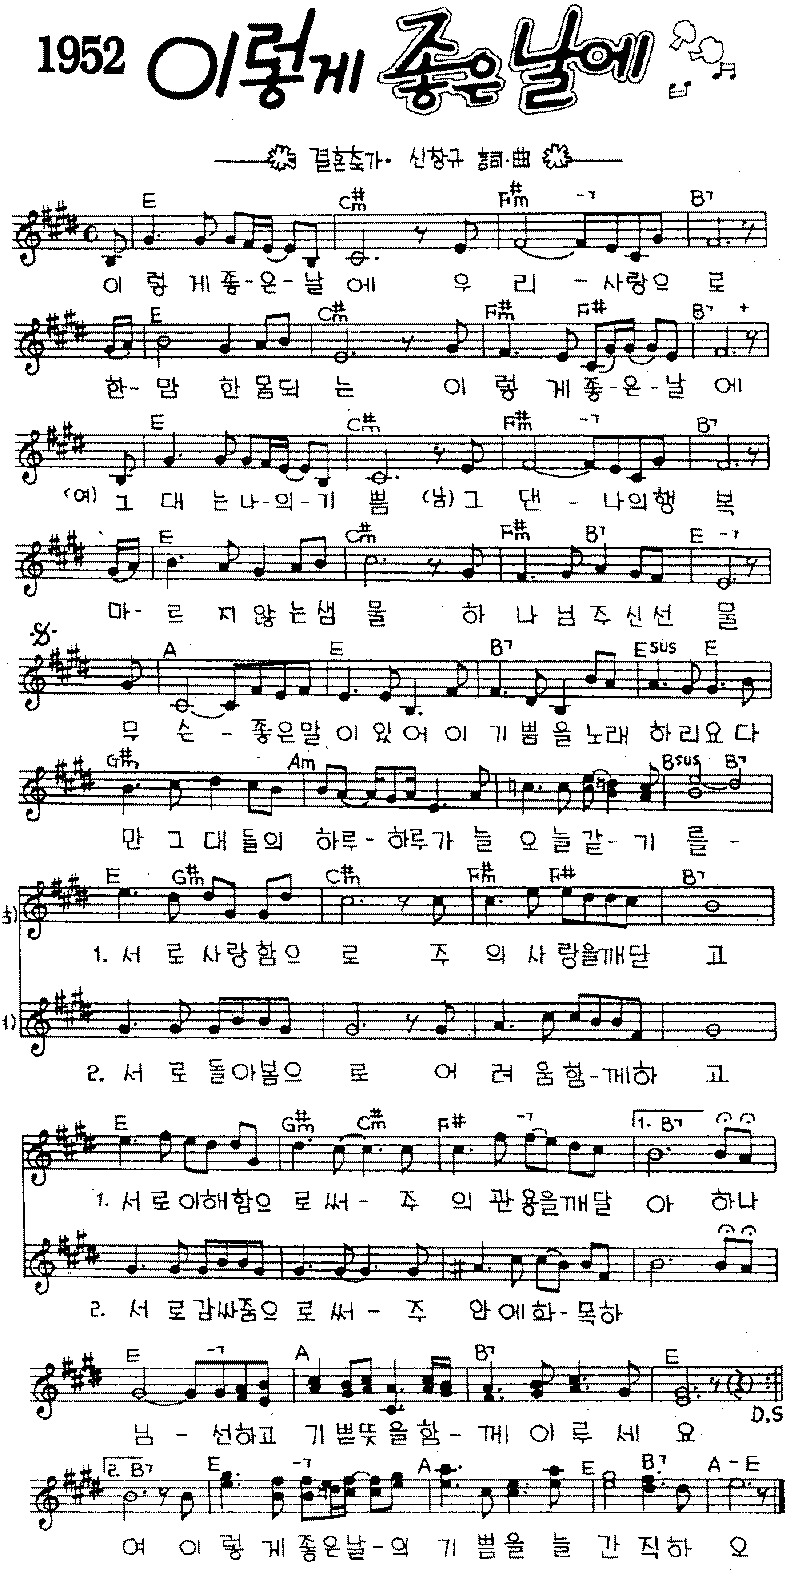 1952 이렇게 좋은 날에
결혼축가· 신창규 詞·曲
E C#m F#m -7 B7
이 렇 게 좋-은-날 에 우 리 - 사랑으 로
E C#m F#m F# B7 +
한-맘 한 몸되 는 이 렇 게 좋-은-날 에
E C#m F#m -7 B7
(여)그 대 는나-의-기 쁨 (남)그 댄 - 나의행 복
E C#m F#m B7 E -7
마-르 지않는샘 물 하 나님주신선 물
A E B7 Esus E
무 슨 - 좋은말이있어이 기쁨을노래 하리요다
G#m Am Bsus B7
만 그 대 들의 하루-하루가 늘 오늘같-기 를-
E G#m C#m F#m F# B7
1. 서 로 사랑함으 로 주 의 사 랑을깨닫 고
2. 서 로돌아봄으 로 어 려 움함-께하 고
E G#m C#m F# -7 1. B7
1. 서로이해함으 로써- 주 의 관용을깨달 아 하나
2. 서 로감싸줌으로 써- 주 안에화-목하
E -7 A B7 E
D.S
님 - 선하고 기쁜뜻을함- 께 이 루 세 요
2. B7 E -7 A E B7 A - E
여 이 렇 게좋은날-의 기 쁨을 늘 간 직하 오